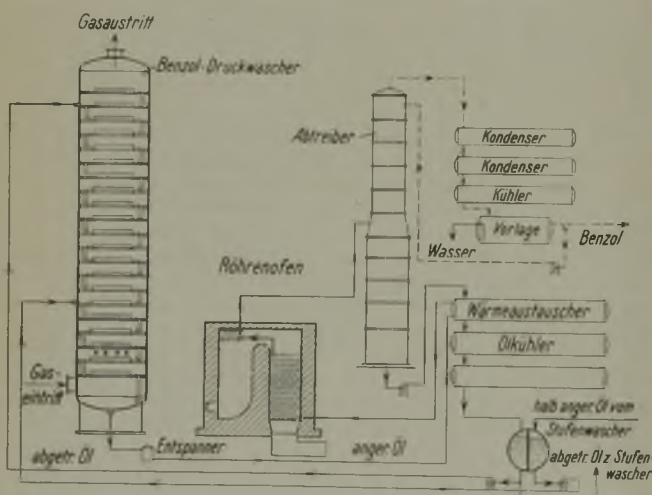 Gasaustritt
Benzol-Druckwascher
Abtreiber
Kondenser
Kondenser
Kühler
Vorlage
Wasser
Benzol
Röhrenofen
Wärmeaustauscher
Ölkühler
Gas-
eintritt
halb anger. Öl vom
Stufenwascher
abgetr. Öl
Entspanner
anger. Öl
abgetr. Öl z. Stufen
wascher